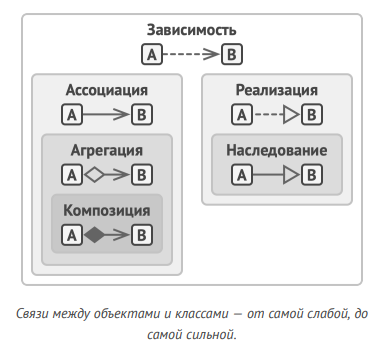 Зависимость
A B
Ассоциация
A B
Агрегация
A B
Композиция
A B
Реализация
A B
Наследование
A B
Связи между объектами и классами — от самой слабой, до
самой сильной.